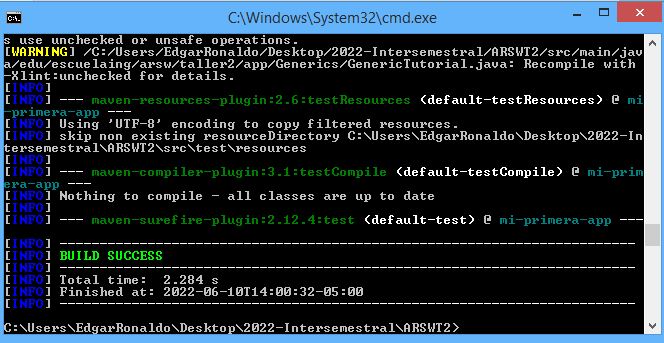 C:\Windows\System32\cmd.exe
s use unchecked or unsafe operations.
[WARNING] /C:/Users/EdgarRonaldo/Desktop/2022-Intersemestral/ARSWT2/src/main/jav
a/edu/escuelaing/arsw/taller2/app/Generics/GenericTutorial.java: Recompile with
-Xlint:unchecked for details.
[INFO]
[INFO] --- maven-resources-plugin:2.6:testResources (default-testResources) @ mi
-primera-app ---
[INFO] Using 'UTF-8' encoding to copy filtered resources.
[INFO] skip non existing resourceDirectory C:\Users\EdgarRonaldo\Desktop\2022-In
tersemestral\ARSWT2\src\test\resources
[INFO]
[INFO] --- maven-compiler-plugin:3.1:testCompile (default-testCompile) @ mi-prim
era-app ---
[INFO] Nothing to compile - all classes are up to date
[INFO]
[INFO] --- maven-surefire-plugin:2.12.4:test (default-test) @ mi-primera-app ---

[INFO] ------------------------------------------------------------------------
[INFO] BUILD SUCCESS
[INFO] ------------------------------------------------------------------------
[INFO] Total time:  2.284 s
[INFO] Finished at: 2022-06-10T14:00:32-05:00
[INFO] ------------------------------------------------------------------------

C:\Users\EdgarRonaldo\Desktop\2022-Intersemestral\ARSWT2>